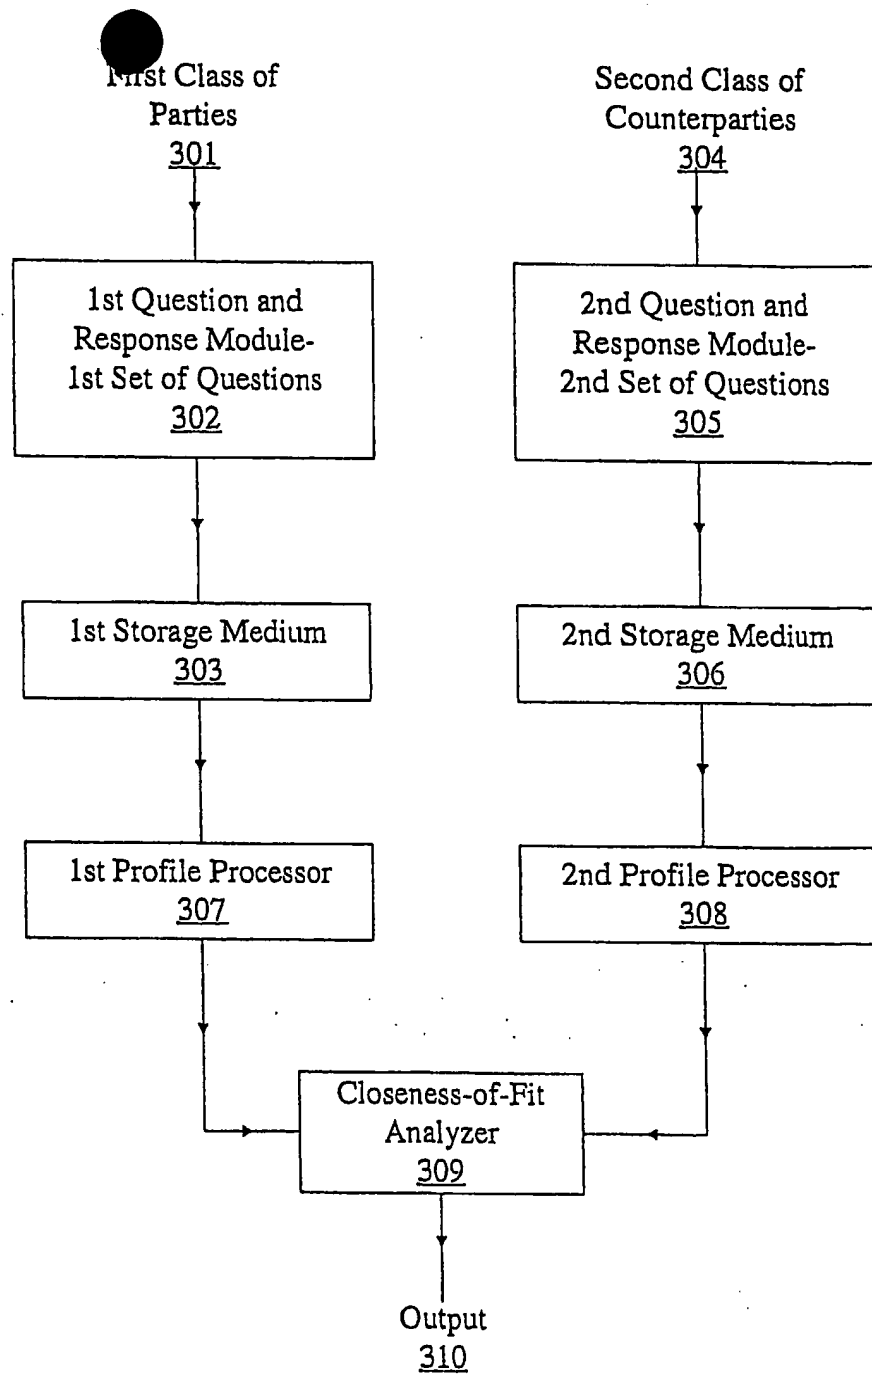 First Class of
Parties
301
Second Class of
Counterparties
304
1st Question and
Response Module-
1st Set of Questions
302
2nd Question and
Response Module-
2nd Set of Questions
305
1st Storage Medium
303
2nd Storage Medium
306
1st Profile Processor
307
2nd Profile Processor
308
Closeness-of-Fit
Analyzer
309
Output
310